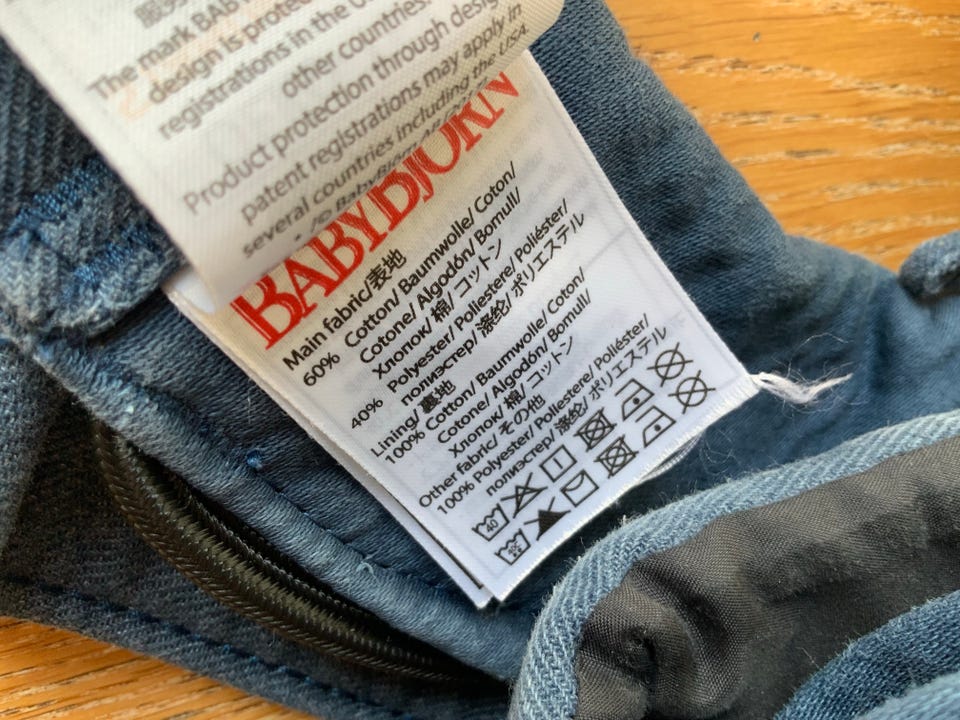 The mark BAB
design is protec
registrations in the U
other countries.
Product protection through desig
patent registrations may apply in
several countries including the USA.
BABYBJÖRN
Main fabric/表地
60% Cotton/ Baumwolle/ Coton/
Cotone/ Algodón/ Bomull/
Хлопок/ 棉/ コットン
40% Polyester/ Poliestere/ Poliéster/
полиэстер/ 涤纶/ ポリエステル
Lining/ 裏地
100% Cotton/ Baumwolle/ Coton/
Cotone/ Algodón/ Bomull/
Хлопок/ 棉/ コットン
Other fabric/ その他
100% Polyester/ Poliestere/ Poliéster/
полиэстер/ 涤纶/ ポリエステル
40